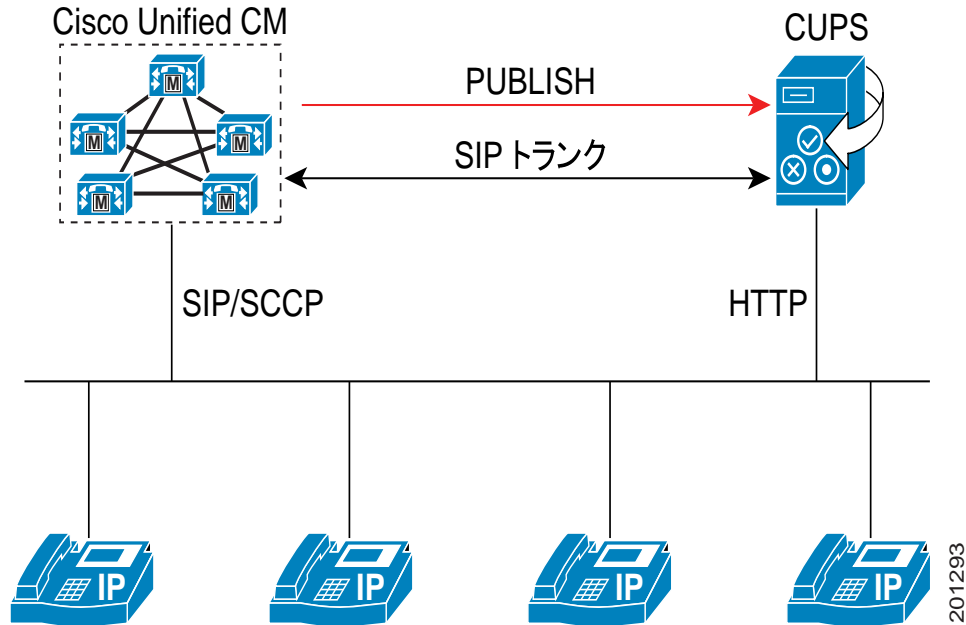 Cisco Unified CM
CUPS
M
M
M
M
M
PUBLISH
SIP トランク
SIP/SCCP
HTTP
IP
IP
IP
IP
201293